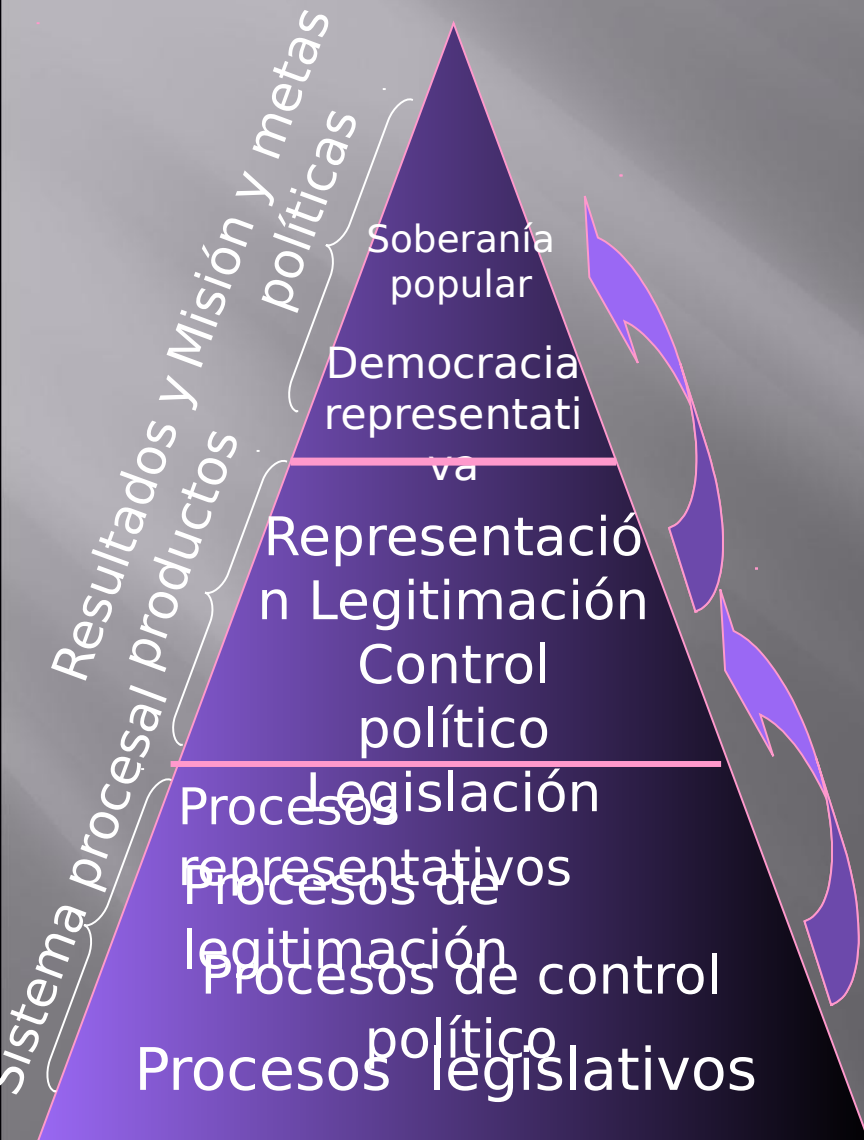 Misión y metas
políticas
Soberanía
popular
Democracia
representati
va
Resultados y
productos
Representació
n Legitimación
Control
político
Legislación
Sistema procesal
Procesos
representativos
Procesos de
legitimación
Procesos de control
político
Procesos legislativos